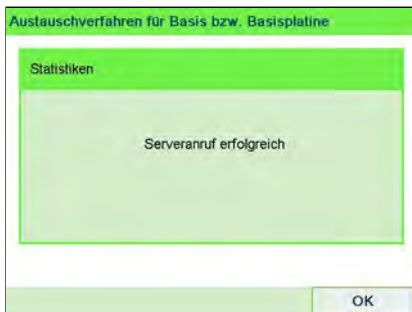 Austauschverfahren für Basis bzw. Basisplatine
Statistiken
Serveranruf erfolgreich
OK